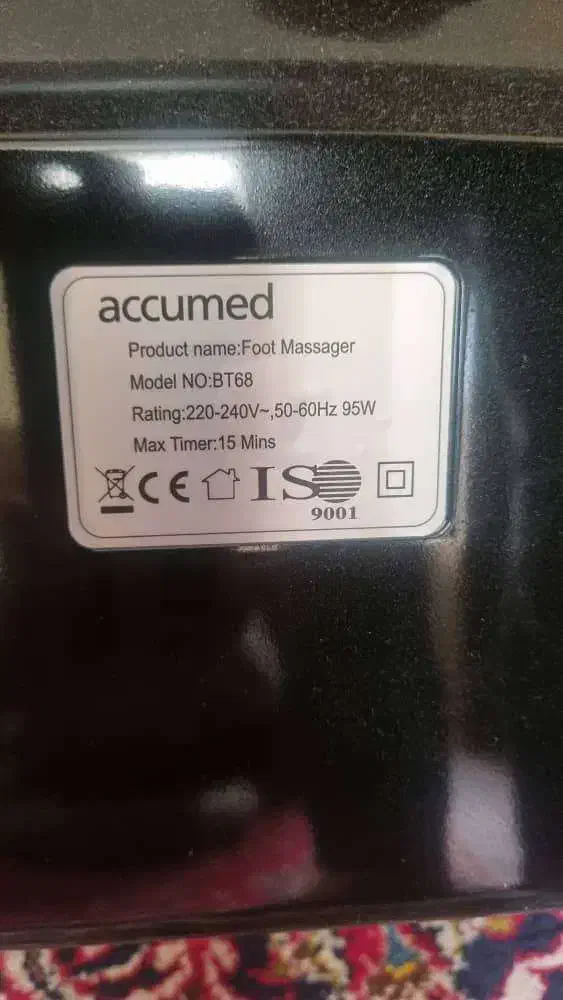 accumed
Product name:Foot Massager
Model NO:BT68
Rating:220-240V~,50-60Hz 95W
Max Timer:15 Mins
CE ISO
9001